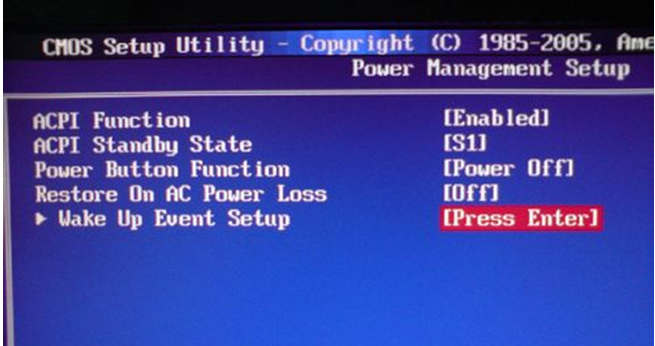 CMOS Setup Utility - Copyright (C) 1985-2005, Ame
Power Management Setup
ACPI Function [Enabled]
ACPI Standby State [S1]
Power Button Function [Power Off]
Restore On AC Power Loss [Off]
▶ Wake Up Event Setup [Press Enter]